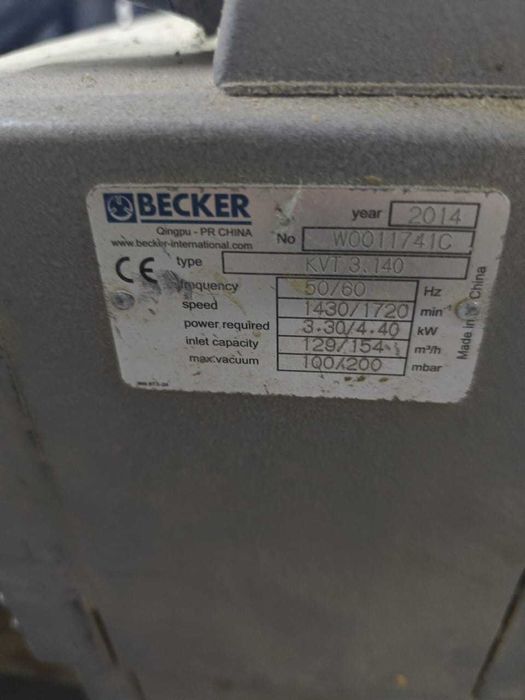 BECKER
Qingpu - PR CHINA
www.becker-international.com
year 2014
No W0011741C
type KVT 3.140
frequency 50/60 Hz
speed 1430/1720 min⁻¹
power required 3.30/4.40 kW
inlet capacity 129/154 m³/h
max.vacuum 100/200 mbar
CE
Made in China